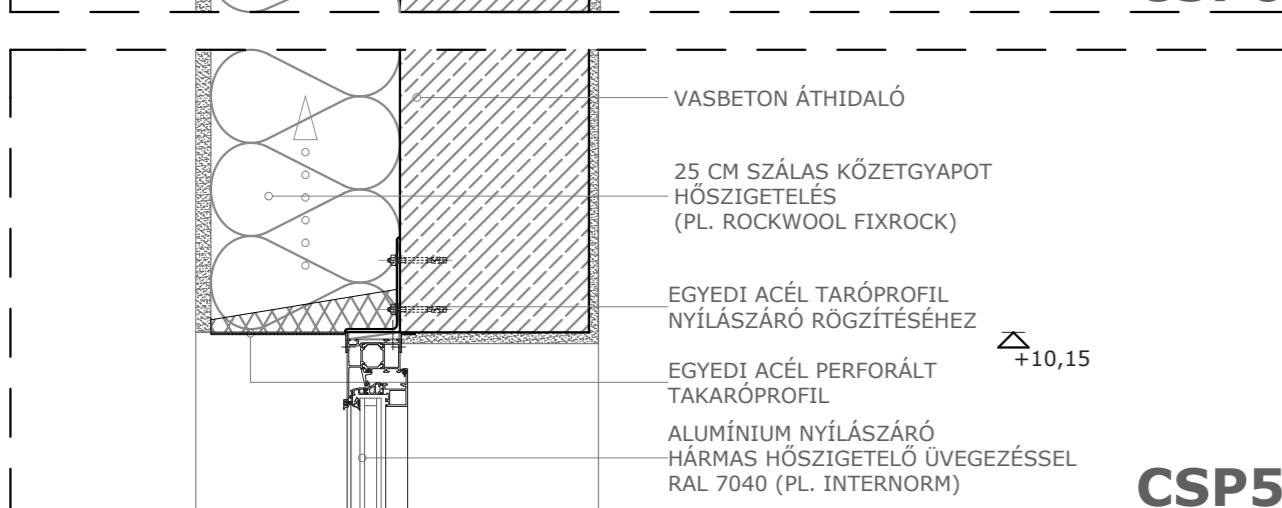 VASBETON ÁTHIDALÓ
25 CM SZÁLAS KŐZETGYAPOT
HŐSZIGETELÉS
(PL. ROCKWOOL FIXROCK)
EGYEDI ACÉL TARÓPROFIL
NYÍLÁSZÁRÓ RÖGZÍTÉSÉHEZ
+10,15
EGYEDI ACÉL PERFORÁLT
TAKARÓPROFIL
ALUMÍNIUM NYÍLÁSZÁRÓ
HÁRMAS HŐSZIGETELŐ ÜVEGEZÉSSEL
RAL 7040 (PL. INTERNORM)
CSP5